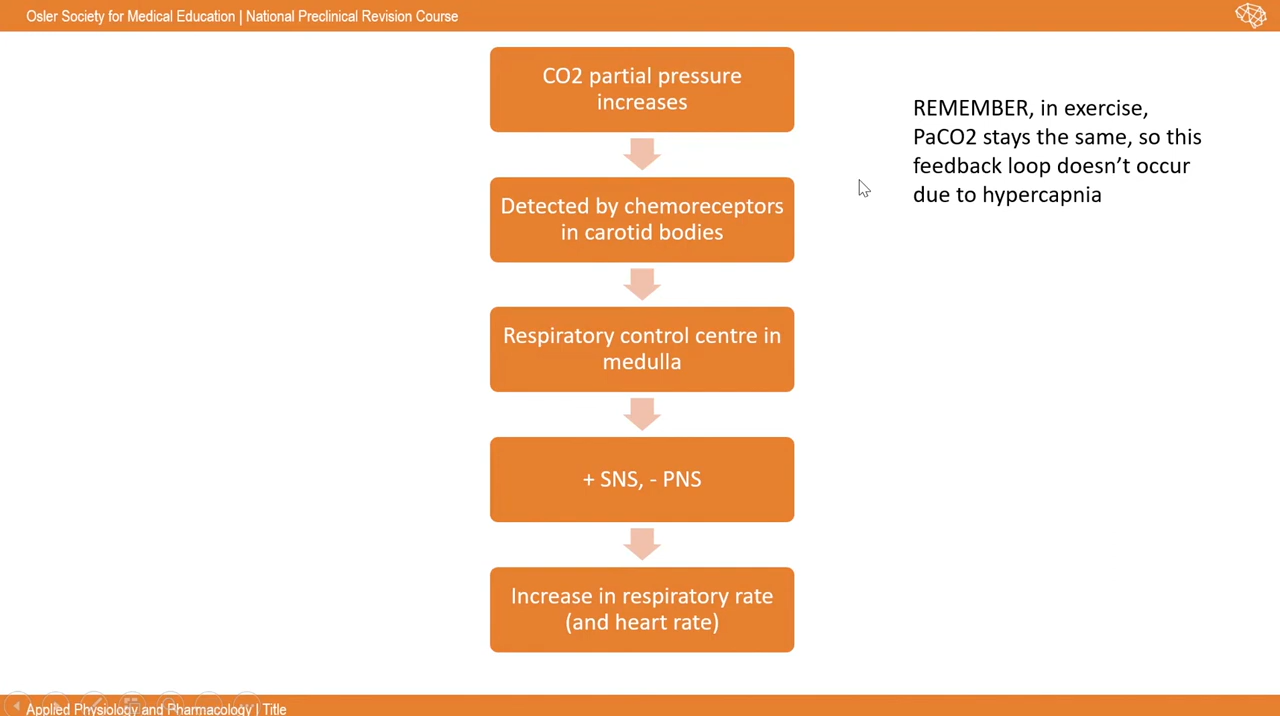 Osler Society for Medical Education | National Preclinical Revision Course
CO2 partial pressure
increases
REMEMBER, in exercise,
PaCO2 stays the same, so this
feedback loop doesn’t occur
due to hypercapnia
Detected by chemoreceptors
in carotid bodies
Respiratory control centre in
medulla
+ SNS, - PNS
Increase in respiratory rate
(and heart rate)
Applied Physiology and Pharmacology | Title